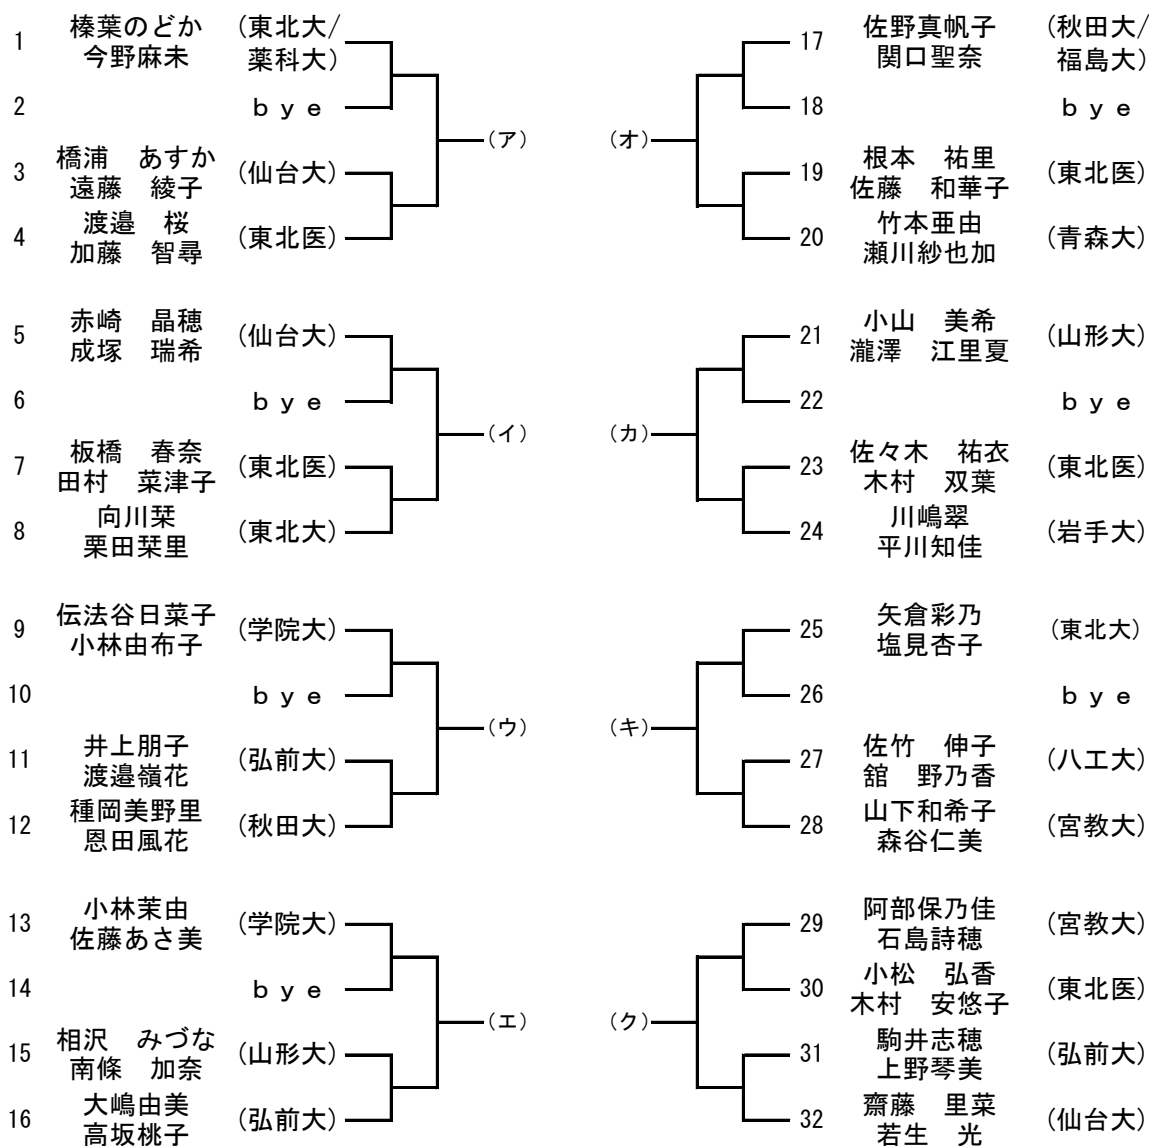 1 榛葉のどか (東北大/
今野麻未 薬科大)
2 bye
(ア)
3 橋浦 あすか (仙台大)
遠藤 綾子
4 渡邉 桜 (東北医)
加藤 智尋
5 赤崎 晶穂 (仙台大)
成塚 瑞希
6 bye
(イ)
7 板橋 春奈 (東北医)
田村 菜津子
8 向川栞 (東北大)
栗田栞里
9 伝法谷日菜子 (学院大)
小林由布子
10 bye
(ウ)
11 井上朋子 (弘前大)
渡邉嶺花
12 種岡美野里 (秋田大)
恩田風花
13 小林茉由 (学院大)
佐藤あさ美
14 bye
(エ)
15 相沢 みづな (山形大)
南條 加奈
16 大嶋由美 (弘前大)
高坂桃子
17 佐野真帆子 (秋田大/
関口聖奈 福島大)
18 bye
(オ)
19 根本 祐里 (東北医)
佐藤 和華子
20 竹本亜由 (青森大)
瀬川紗也加
21 小山 美希 (山形大)
瀧澤 江里夏
22 bye
(カ)
23 佐々木 祐衣 (東北医)
木村 双葉
24 川嶋翠 (岩手大)
平川知佳
25 矢倉彩乃 (東北大)
塩見杏子
26 bye
(キ)
27 佐竹 伸子 (八工大)
舘 野乃香
28 山下和希子 (宮教大)
森谷仁美
29 阿部保乃佳 (宮教大)
石島詩穂
30 小松 弘香 (東北医)
木村 安悠子
(ク)
31 駒井志穂 (弘前大)
上野琴美
32 齋藤 里菜 (仙台大)
若生 光